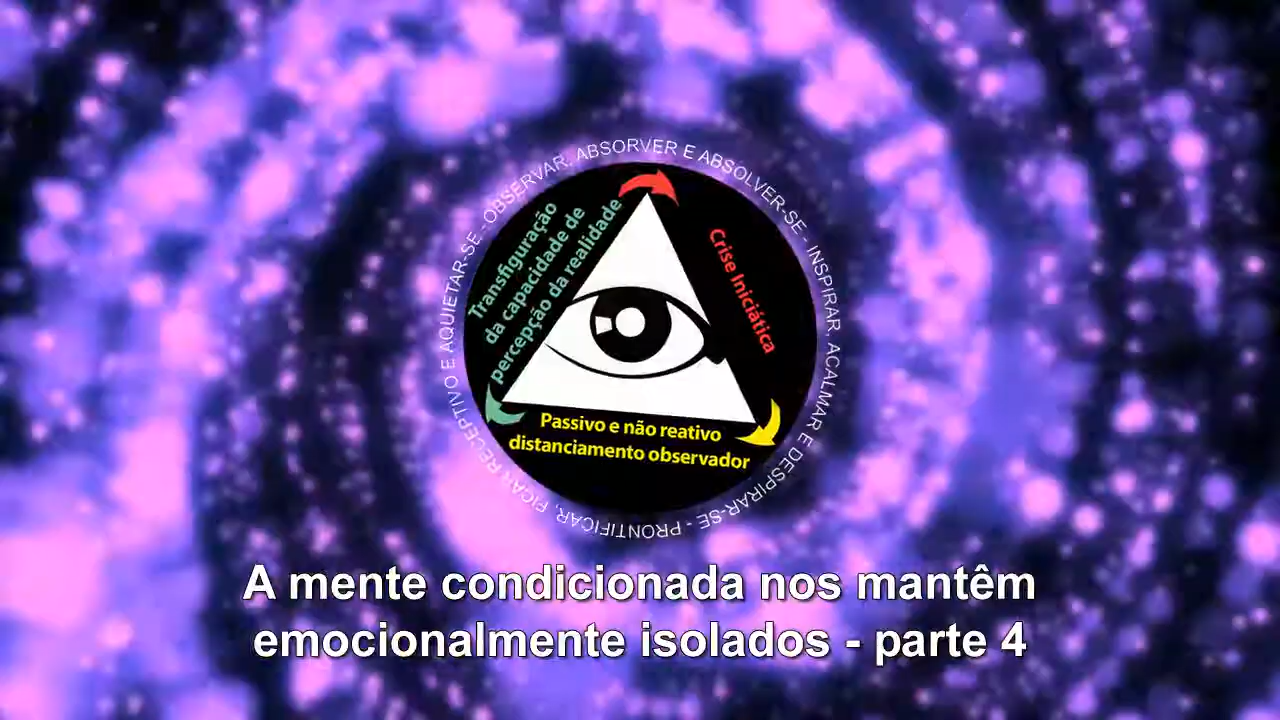 OBSERVAR, ABSORVER E ABSOLVER-SE - INSPIRAR, ACALMAR E DESPIRAR-SE - PRONTIFICAR, FICAR RECEPTIVO E AQUIETAR-SE -
Transfiguração
da capacidade de
percepção da realidade
Crise Iniciática
Passivo e não reativo
distanciamento observador
A mente condicionada nos mantêm
emocionalmente isolados - parte 4